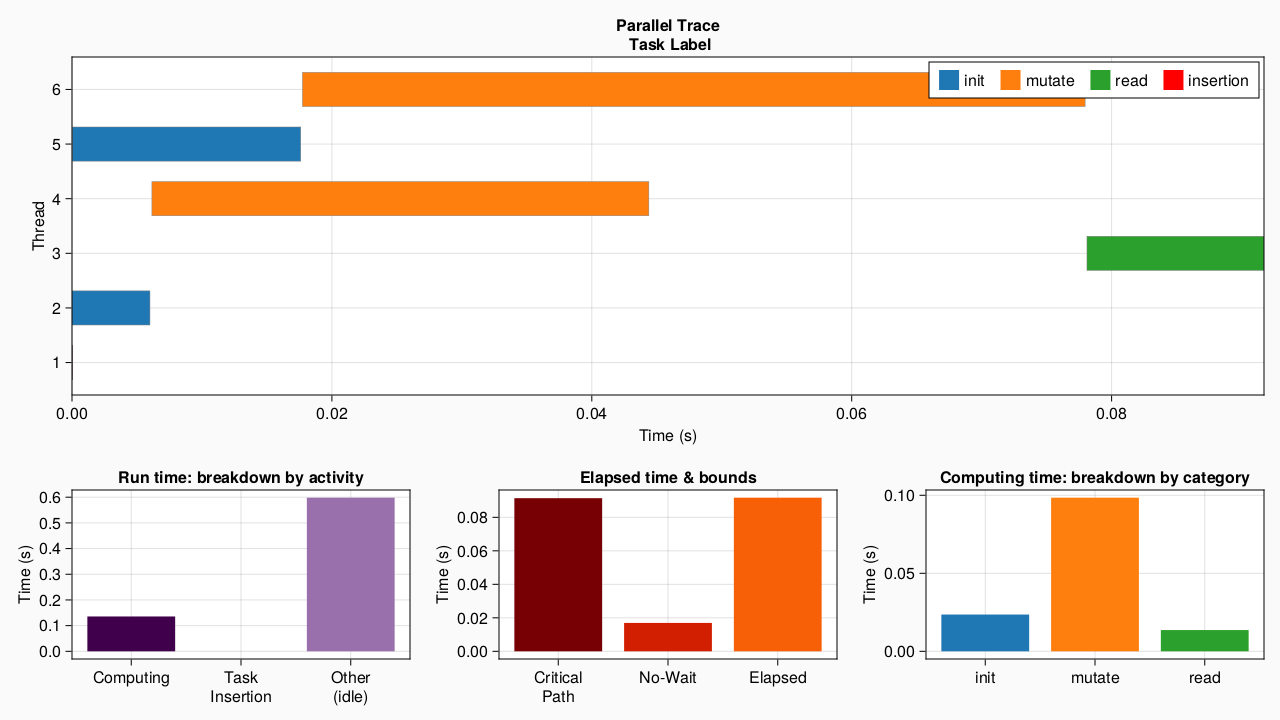 Parallel Trace
Task Label
init mutate read insertion
6
5
4
3
2
1
Thread
0.00 0.02 0.04 0.06 0.08
Time (s)
Run time: breakdown by activity
0.6
0.5
0.4
0.3
0.2
0.1
0.0
Time (s)
Computing Task Insertion Other (idle)
Elapsed time & bounds
0.08
0.06
0.04
0.02
0.00
Time (s)
Critical Path No-Wait Elapsed
Computing time: breakdown by category
0.10
0.05
0.00
Time (s)
init mutate read